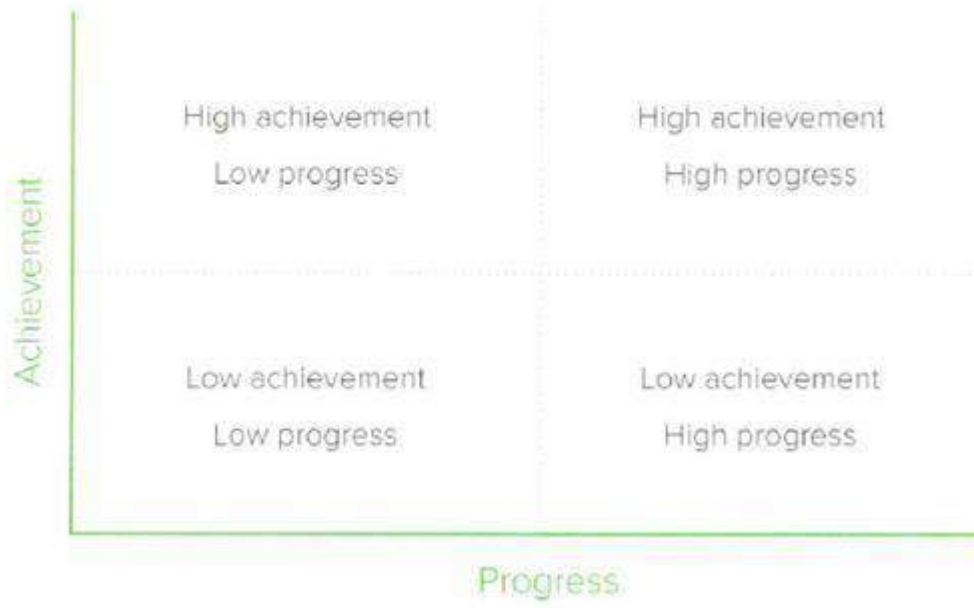 High achievement
Low progress
High achievement
High progress
Achievement
Low achievement
Low progress
Low achievement
High progress
Progress